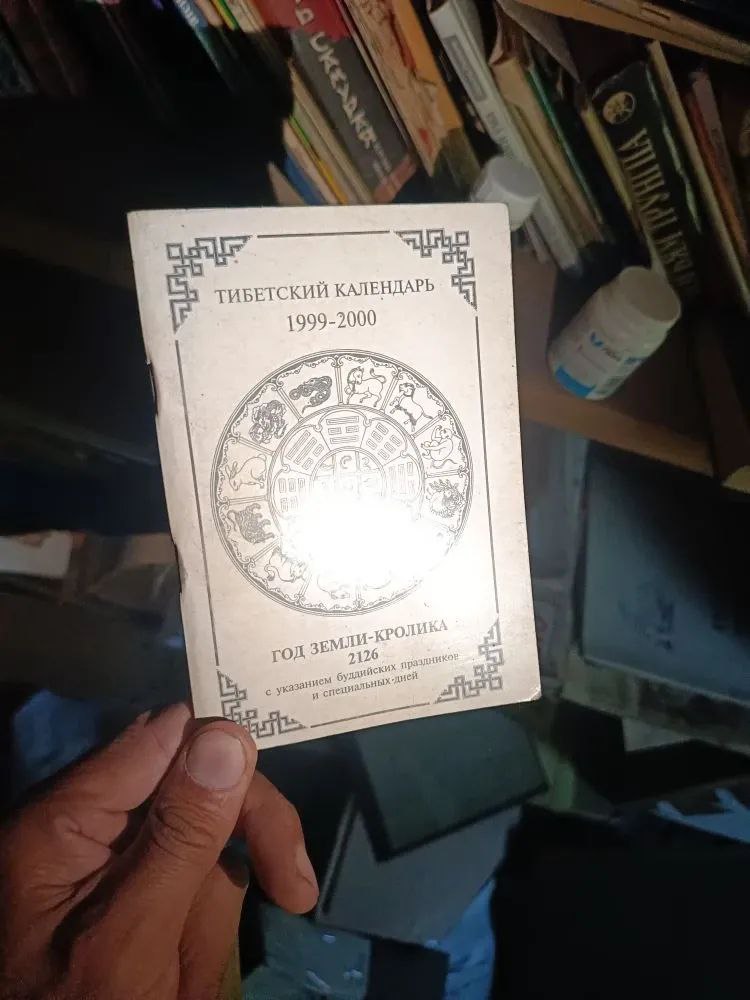 ТИБЕТСКИЙ КАЛЕНДАРЬ
1999-2000
ГОД ЗЕМЛИ-КРОЛИКА
2126
с указанием буддийских праздников
и специальных дней